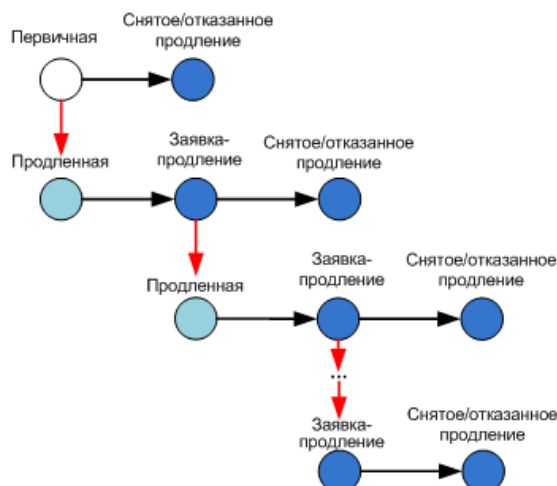 Первичная
Снятое/отказанное
продление
Продленная
Заявка-
продление
Снятое/отказанное
продление
Продленная
Заявка-
продление
Снятое/отказанное
продление
...
Заявка-
продление
Снятое/отказанное
продление